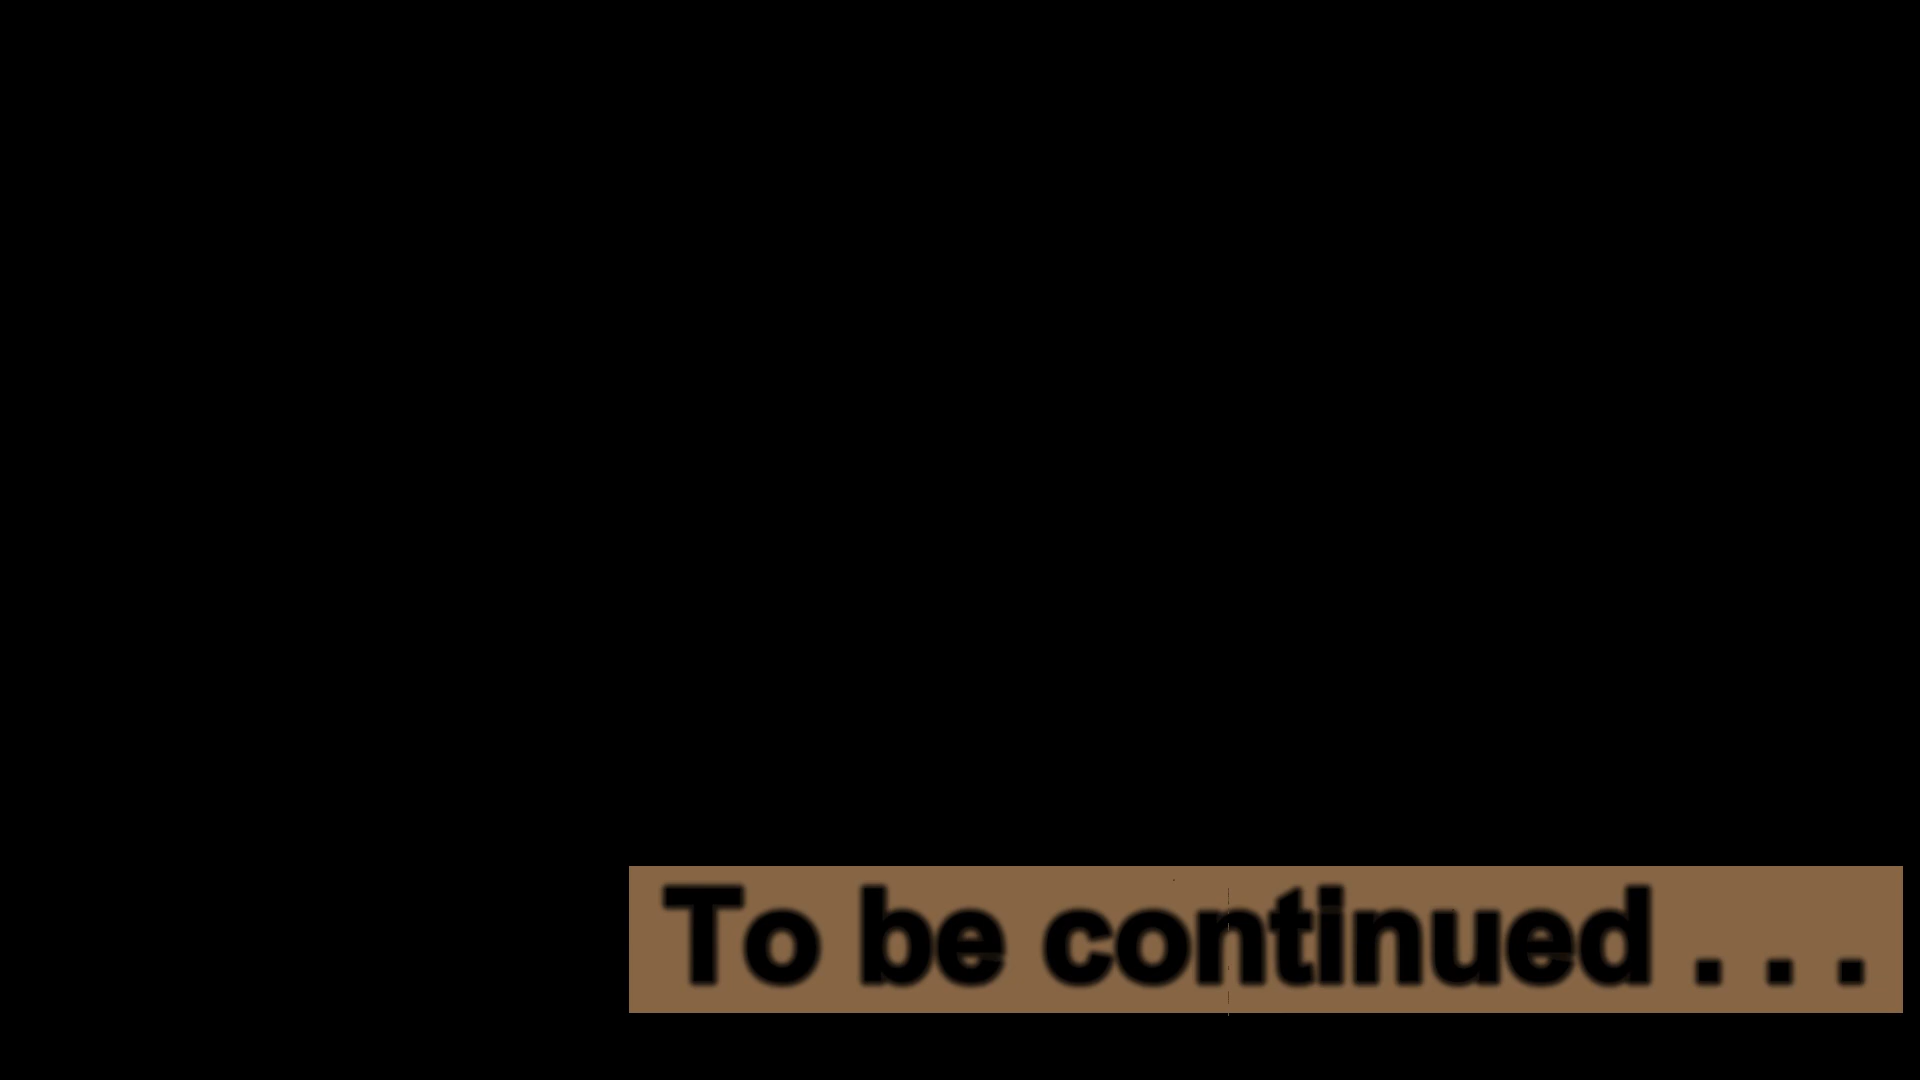 To be continued . . .